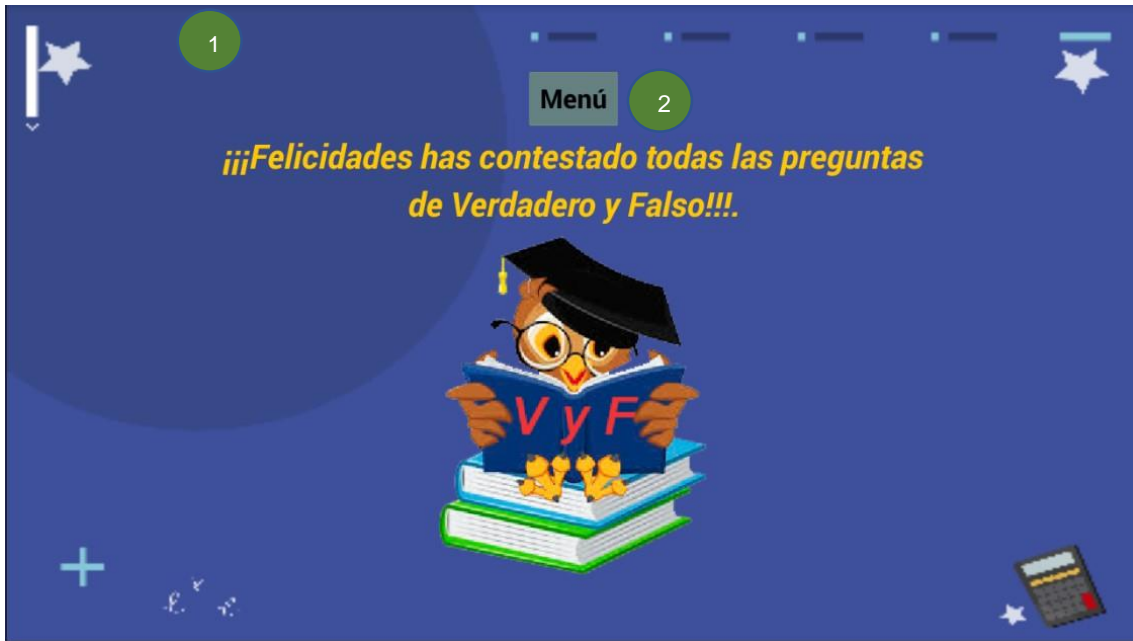 1
Menú
2
¡¡¡Felicidades has contestado todas las preguntas
de Verdadero y Falso!!!.
V y F